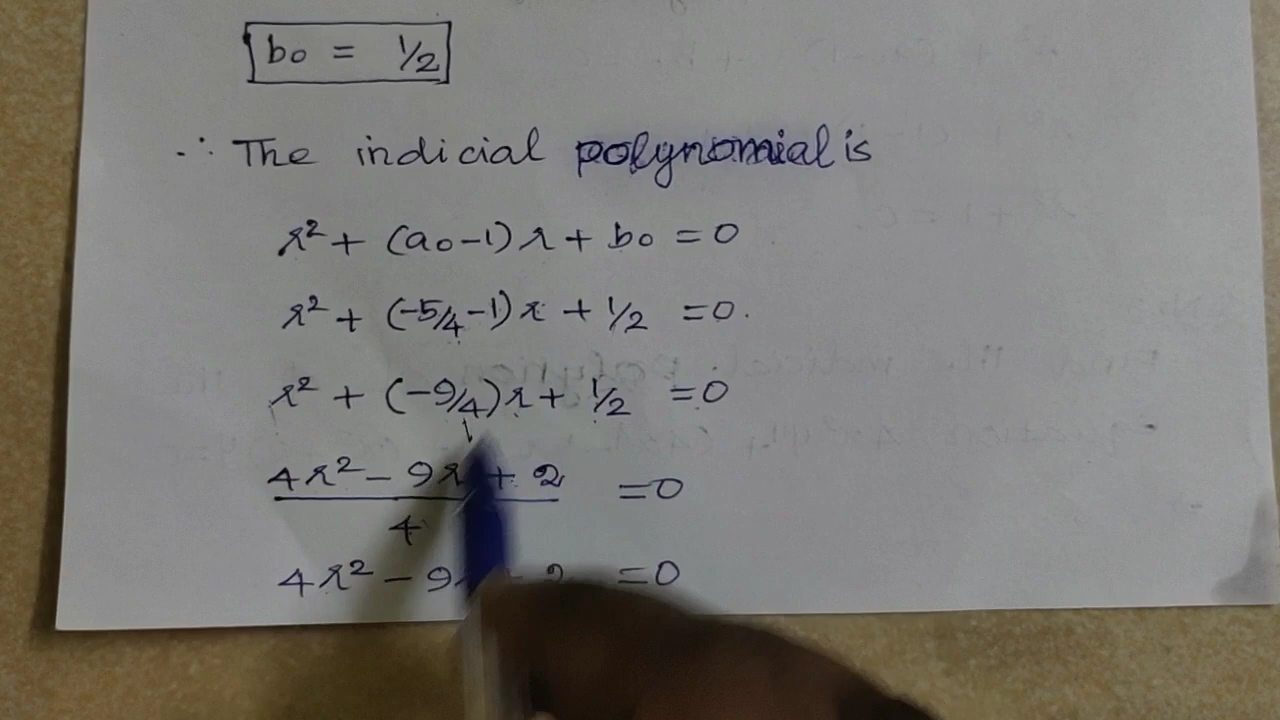 b₀ = 1/2
∴ The indicial polynomial is
r² + (a₀-1)r + b₀ = 0
r² + (-5/4-1)r + 1/2 = 0.
r² + (-9/4)r + 1/2 = 0
4r² - 9r + 2 = 0
4
4r² - 9 2 = 0